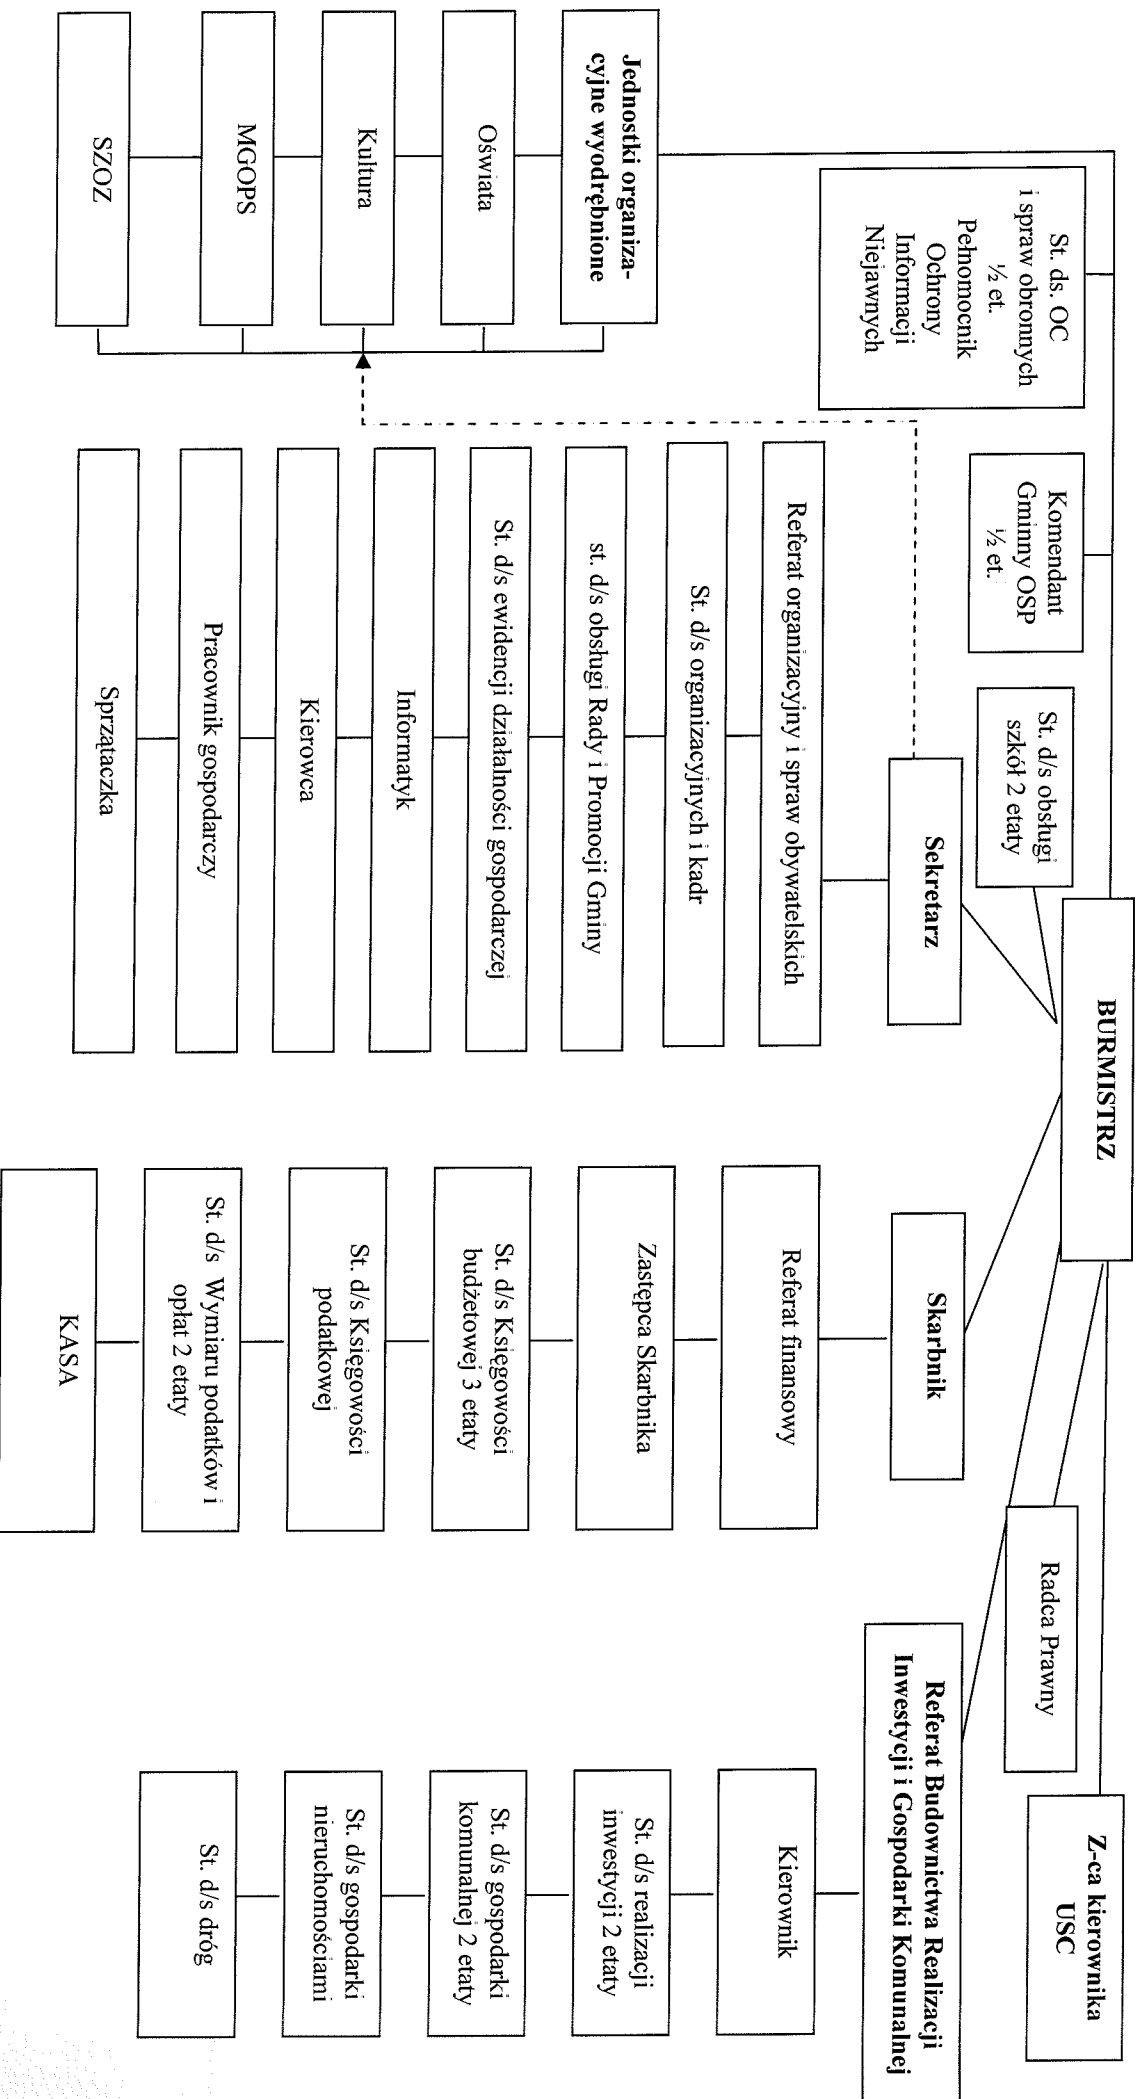 BURMISTRZ
St. ds. OC
i spraw obronnych
½ et.
Pełnomocnik
Ochrony
Informacji
Niejawnych
Komendant
Gminny OSP
½ et.
St. d/s obsługi
szkół 2 etaty
Radca Prawny
Z-ca kierownika
USC
Jednostki organiza-
cyjne wyodrębnione
Oświata
Kultura
MGOPS
SZOZ
Sekretarz
Referat organizacyjny i spraw obywatelskich
St. d/s organizacyjnych i kadr
st. d/s obsługi Rady i Promocji Gminy
St. d/s ewidencji działalności gospodarczej
Informatyk
Kierowca
Pracownik gospodarczy
Sprzątaczka
Skarbnik
Referat finansowy
Zastępca Skarbnika
St. d/s Księgowości
budżetowej 3 etaty
St. d/s Księgowości
podatkowej
St. d/s Wymiaru podatków i
opłat 2 etaty
KASA
Referat Budownictwa Realizacji
Inwestycji i Gospodarki Komunalnej
Kierownik
St. d/s realizacji
inwestycji 2 etaty
St. d/s gospodarki
komunalnej 2 etaty
St. d/s gospodarki
nieruchomościami
St. d/s dróg